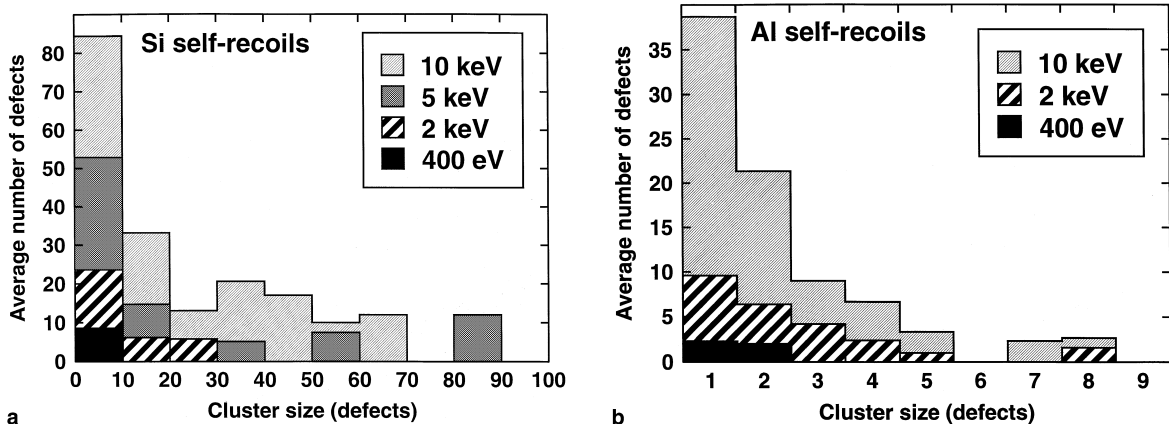 Si self-recoils
10 keV
5 keV
2 keV
400 eV
Average number of defects
80
70
60
50
40
30
20
10
0
0 10 20 30 40 50 60 70 80 90 100
Cluster size (defects)
a
Al self-recoils
10 keV
2 keV
400 eV
Average number of defects
35
30
25
20
15
10
5
0
1 2 3 4 5 6 7 8 9
Cluster size (defects)
b